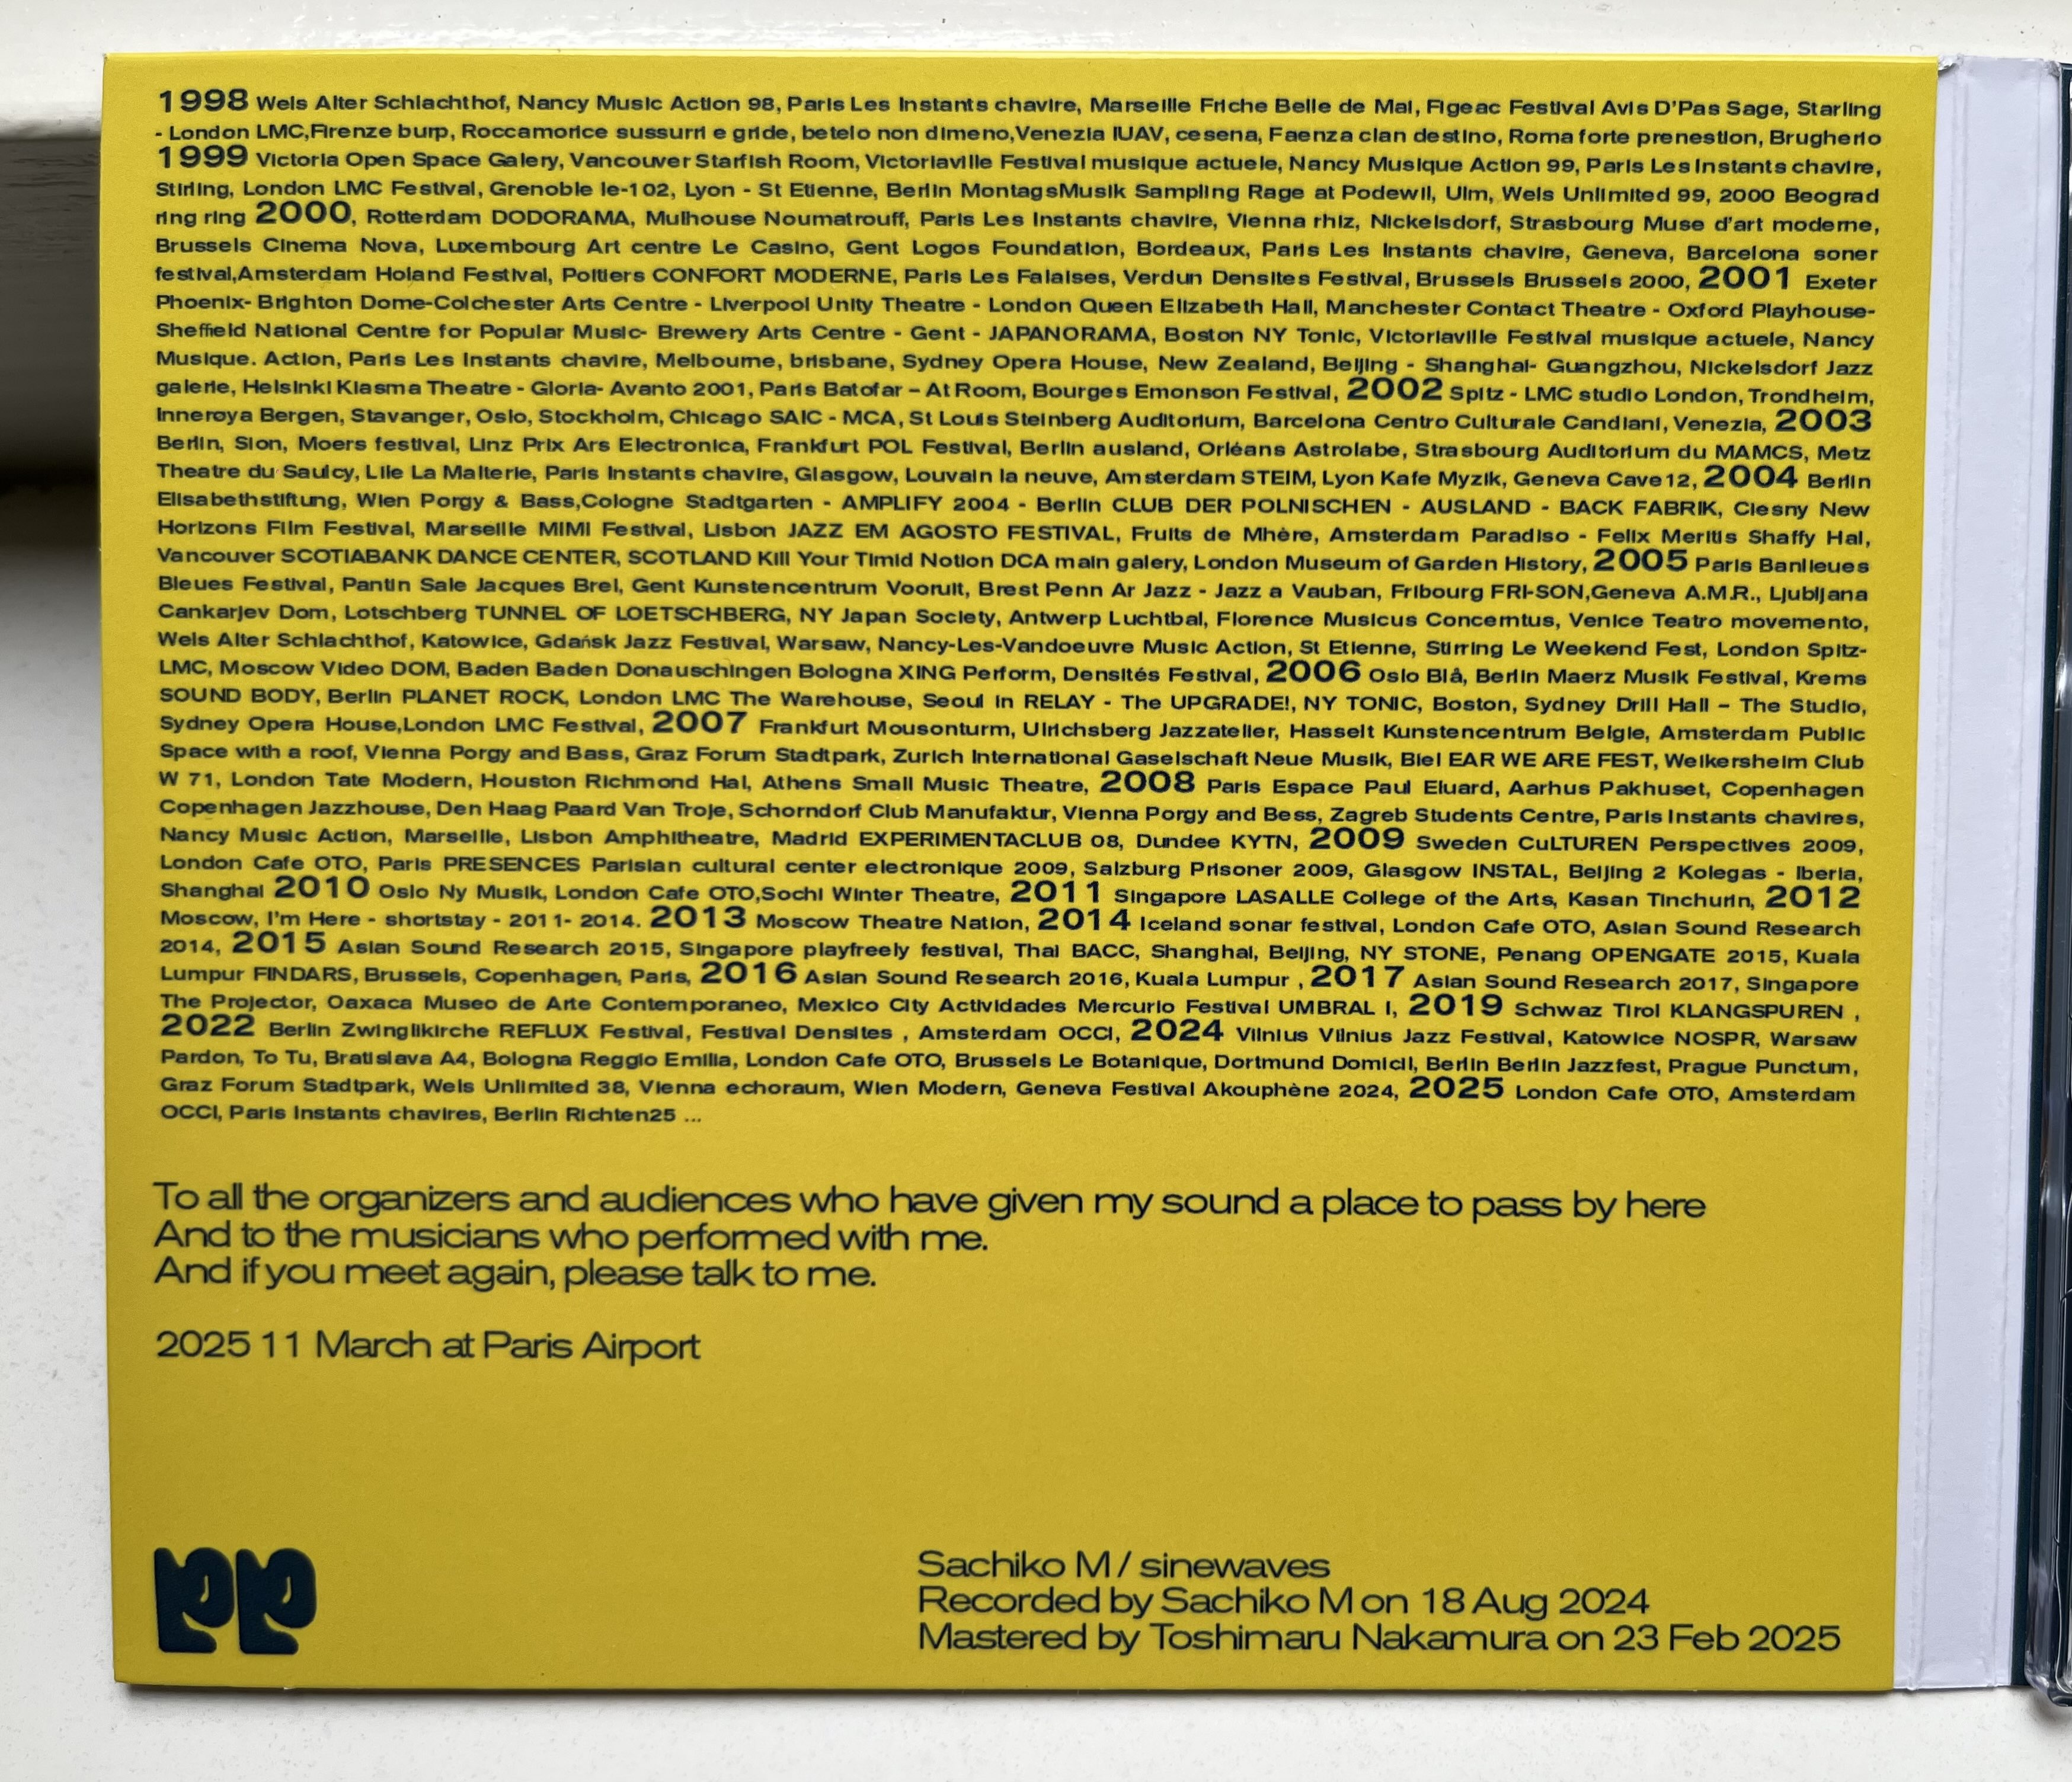 1998 Wels Alter Schlachthof, Nancy Music Action 98, Paris Les Instants chavire, Marseille Friche Belle de Mai, Figeac Festival Avis D'Pas Sage, Starling
- London LMC,Firenze burp, Roccamorice sussurri e gride, betelo non dimeno,Venezia IUAV, cesena, Faenza clan destino, Roma forte prenestion, Brugherio
1999 Victoria Open Space Galery, Vancouver Starfish Room, Victoriaville Festival musique actuele, Nancy Musique Action 99, Paris Les Instants chavire,
Stirling, London LMC Festival, Grenoble le-102, Lyon - St Etienne, Berlin MontagsMusik Sampling Rage at Podewil, Ulm, Wels Unlimited 99, 2000 Beograd
ring ring 2000, Rotterdam DODORAMA, Mulhouse Noumatrouff, Paris Les Instants chavire, Vienna rhiz, Nickelsdorf, Strasbourg Muse d'art moderne,
Brussels Cinema Nova, Luxembourg Art centre Le Casino, Gent Logos Foundation, Bordeaux, Paris Les Instants chavire, Geneva, Barcelona soner
festival,Amsterdam Holand Festival, Poitiers CONFORT MODERNE, Paris Les Falaises, Verdun Densites Festival, Brussels Brussels 2000, 2001 Exeter
Phoenix- Brighton Dome-Colchester Arts Centre - Liverpool Unity Theatre - London Queen Elizabeth Hall, Manchester Contact Theatre - Oxford Playhouse-
Sheffield National Centre for Popular Music- Brewery Arts Centre - Gent - JAPANORAMA, Boston NY Tonic, Victoriaville Festival musique actuele, Nancy
Musique. Action, Paris Les Instants chavire, Melbourne, brisbane, Sydney Opera House, New Zealand, Beijing - Shanghai- Guangzhou, Nickelsdorf Jazz
galerie, Helsinki Kiasma Theatre - Gloria- Avanto 2001, Paris Batofar – At Room, Bourges Emonson Festival, 2002 Spitz - LMC studio London, Trondheim,
Innerøya Bergen, Stavanger, Oslo, Stockholm, Chicago SAIC - MCA, St Louis Steinberg Auditorium, Barcelona Centro Culturale Candiani, Venezia, 2003
Berlin, Sion, Moers festival, Linz Prix Ars Electronica, Frankfurt POL Festival, Berlin ausland, Orléans Astrolabe, Strasbourg Auditorium du MAMCS, Metz
Theatre du Saulcy, Lile La Malterie, Paris Instants chavire, Glasgow, Louvain la neuve, Amsterdam STEIM, Lyon Kafe Myzik, Geneva Cave12, 2004 Berlin
Elisabethstiftung, Wien Porgy & Bass,Cologne Stadtgarten - AMPLIFY 2004 - Berlin CLUB DER POLNISCHEN - AUSLAND - BACK FABRIK, Ciesny New
Horizons Film Festival, Marseille MIMI Festival, Lisbon JAZZ EM AGOSTO FESTIVAL, Fruits de Mhère, Amsterdam Paradiso - Felix Meritis Shaffy Hal,
Vancouver SCOTIABANK DANCE CENTER, SCOTLAND Kill Your Timid Notion DCA main galery, London Museum of Garden History, 2005 Paris Banlieues
Bleues Festival, Pantin Sale Jacques Brel, Gent Kunstencentrum Vooruit, Brest Penn Ar Jazz - Jazz a Vauban, Fribourg FRI-SON,Geneva A.M.R., Ljubljana
Cankarjev Dom, Lotschberg TUNNEL OF LOETSCHBERG, NY Japan Society, Antwerp Luchtbal, Florence Musicus Concerntus, Venice Teatro movemento,
Wels Alter Schlachthof, Katowice, Gdańsk Jazz Festival, Warsaw, Nancy-Les-Vandoeuvre Music Action, St Etienne, Stirring Le Weekend Fest, London Spitz-
LMC, Moscow Video DOM, Baden Baden Donauschingen Bologna XING Perform, Densités Festival, 2006 Oslo Blå, Berlin Maerz Musik Festival, Krems
SOUND BODY, Berlin PLANET ROCK, London LMC The Warehouse, Seoul in RELAY - The UPGRADE!, NY TONIC, Boston, Sydney Drill Hall – The Studio,
Sydney Opera House,London LMC Festival, 2007 Frankfurt Mousonturm, Ulrichsberg Jazzatelier, Hasselt Kunstencentrum Belgie, Amsterdam Public
Space with a roof, Vienna Porgy and Bass, Graz Forum Stadtpark, Zurich International Gaselschaft Neue Musik, Biel EAR WE ARE FEST, Weikersheim Club
W 71, London Tate Modern, Houston Richmond Hal, Athens Small Music Theatre, 2008 Paris Espace Paul Eluard, Aarhus Pakhuset, Copenhagen
Copenhagen Jazzhouse, Den Haag Paard Van Troje, Schorndorf Club Manufaktur, Vienna Porgy and Bess, Zagreb Students Centre, Paris Instants chavires,
Nancy Music Action, Marseille, Lisbon Amphitheatre, Madrid EXPERIMENTACLUB 08, Dundee KYTN, 2009 Sweden CuLTUREN Perspectives 2009,
London Cafe OTO, Paris PRESENCES Parisian cultural center electronique 2009, Salzburg Prisoner 2009, Glasgow INSTAL, Beijing 2 Kolegas - Iberia,
Shanghai 2010 Oslo Ny Musik, London Cafe OTO,Sochi Winter Theatre, 2011 Singapore LASALLE College of the Arts, Kasan Tinchurin, 2012
Moscow, I'm Here - shortstay - 2011- 2014. 2013 Moscow Theatre Nation, 2014 Iceland sonar festival, London Cafe OTO, Asian Sound Research
2014, 2015 Asian Sound Research 2015, Singapore playfreely festival, Thai BACC, Shanghai, Beijing, NY STONE, Penang OPENGATE 2015, Kuala
Lumpur FINDARS, Brussels, Copenhagen, Paris, 2016 Asian Sound Research 2016, Kuala Lumpur , 2017 Asian Sound Research 2017, Singapore
The Projector, Oaxaca Museo de Arte Contemporaneo, Mexico City Actividades Mercurio Festival UMBRAL I, 2019 Schwaz Tirol KLANGSPUREN ,
2022 Berlin Zwinglikirche REFLUX Festival, Festival Densites , Amsterdam OCCI, 2024 Vilnius Vilnius Jazz Festival, Katowice NOSPR, Warsaw
Pardon, To Tu, Bratislava A4, Bologna Reggio Emilia, London Cafe OTO, Brussels Le Botanique, Dortmund Domicil, Berlin Berlin Jazzfest, Prague Punctum,
Graz Forum Stadtpark, Wels Unlimited 38, Vienna echoraum, Wien Modern, Geneva Festival Akouphène 2024, 2025 London Cafe OTO, Amsterdam
OCCI, Paris Instants chavires, Berlin Richten25 ...
To all the organizers and audiences who have given my sound a place to pass by here
And to the musicians who performed with me.
And if you meet again, please talk to me.
2025 11 March at Paris Airport
Sachiko M / sinewaves
Recorded by Sachiko M on 18 Aug 2024
Mastered by Toshimaru Nakamura on 23 Feb 2025